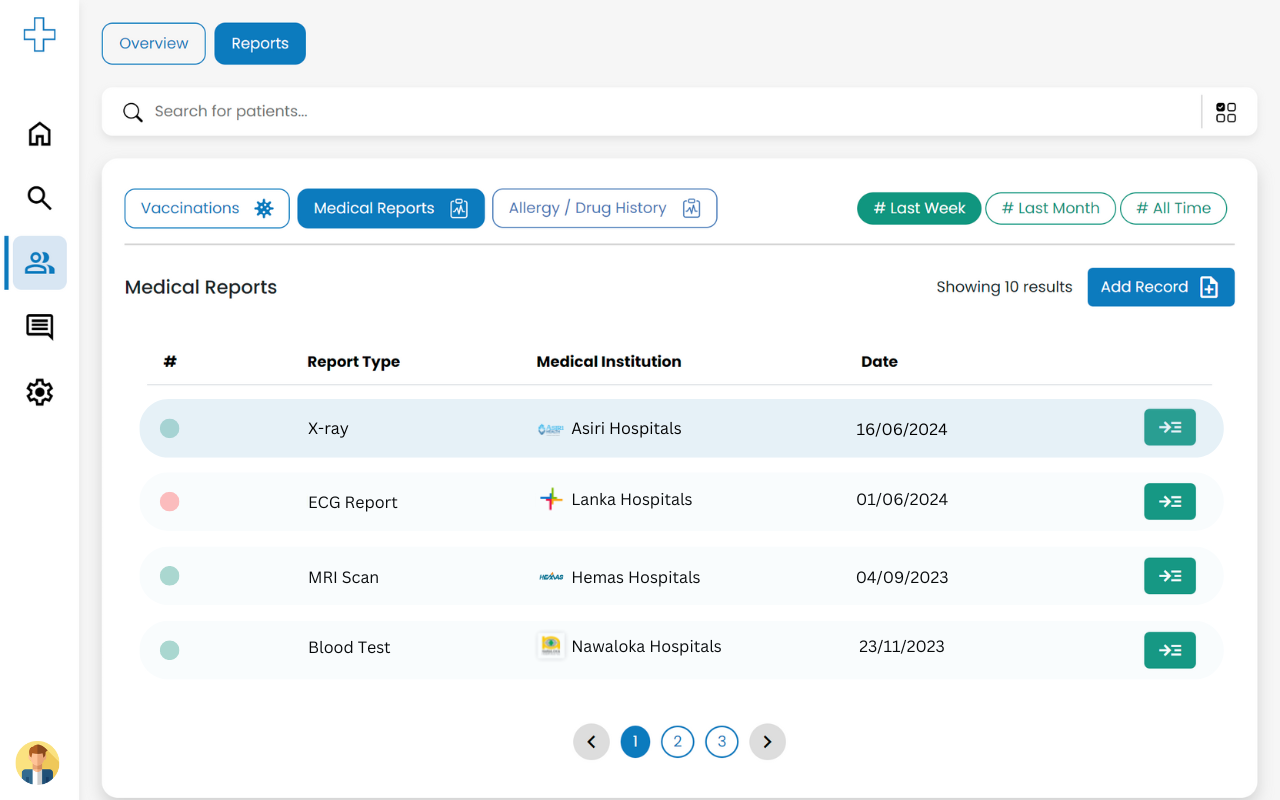 Overview Reports
Search for patients...
Vaccinations Medical Reports Allergy / Drug History # Last Week # Last Month # All Time
Medical Reports Showing 10 results Add Record
# Report Type Medical Institution Date
X-ray Asiri Hospitals 16/06/2024
ECG Report Lanka Hospitals 01/06/2024
MRI Scan HEMAS Hemas Hospitals 04/09/2023
Blood Test Nawaloka Hospitals 23/11/2023
1 2 3